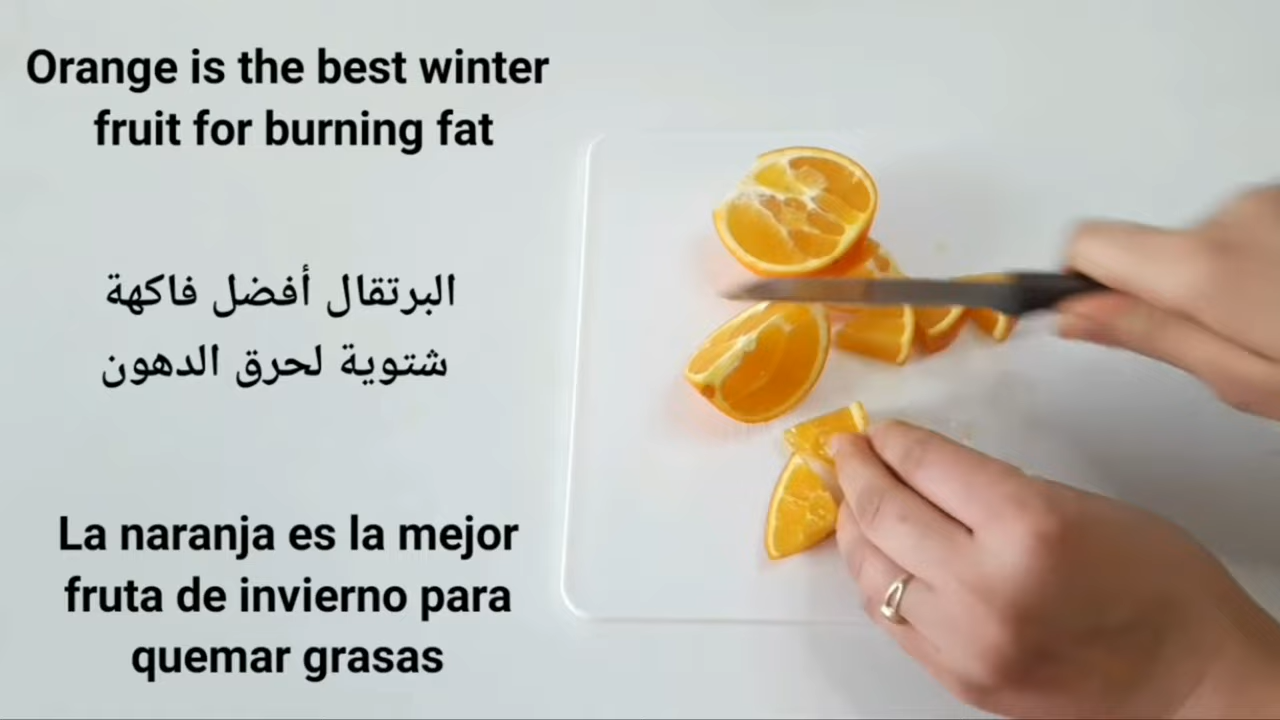 Orange is the best winter
fruit for burning fat
البرتقال أفضل فاكهة
شتوية لحرق الدهون
La naranja es la mejor
fruta de invierno para
quemar grasas